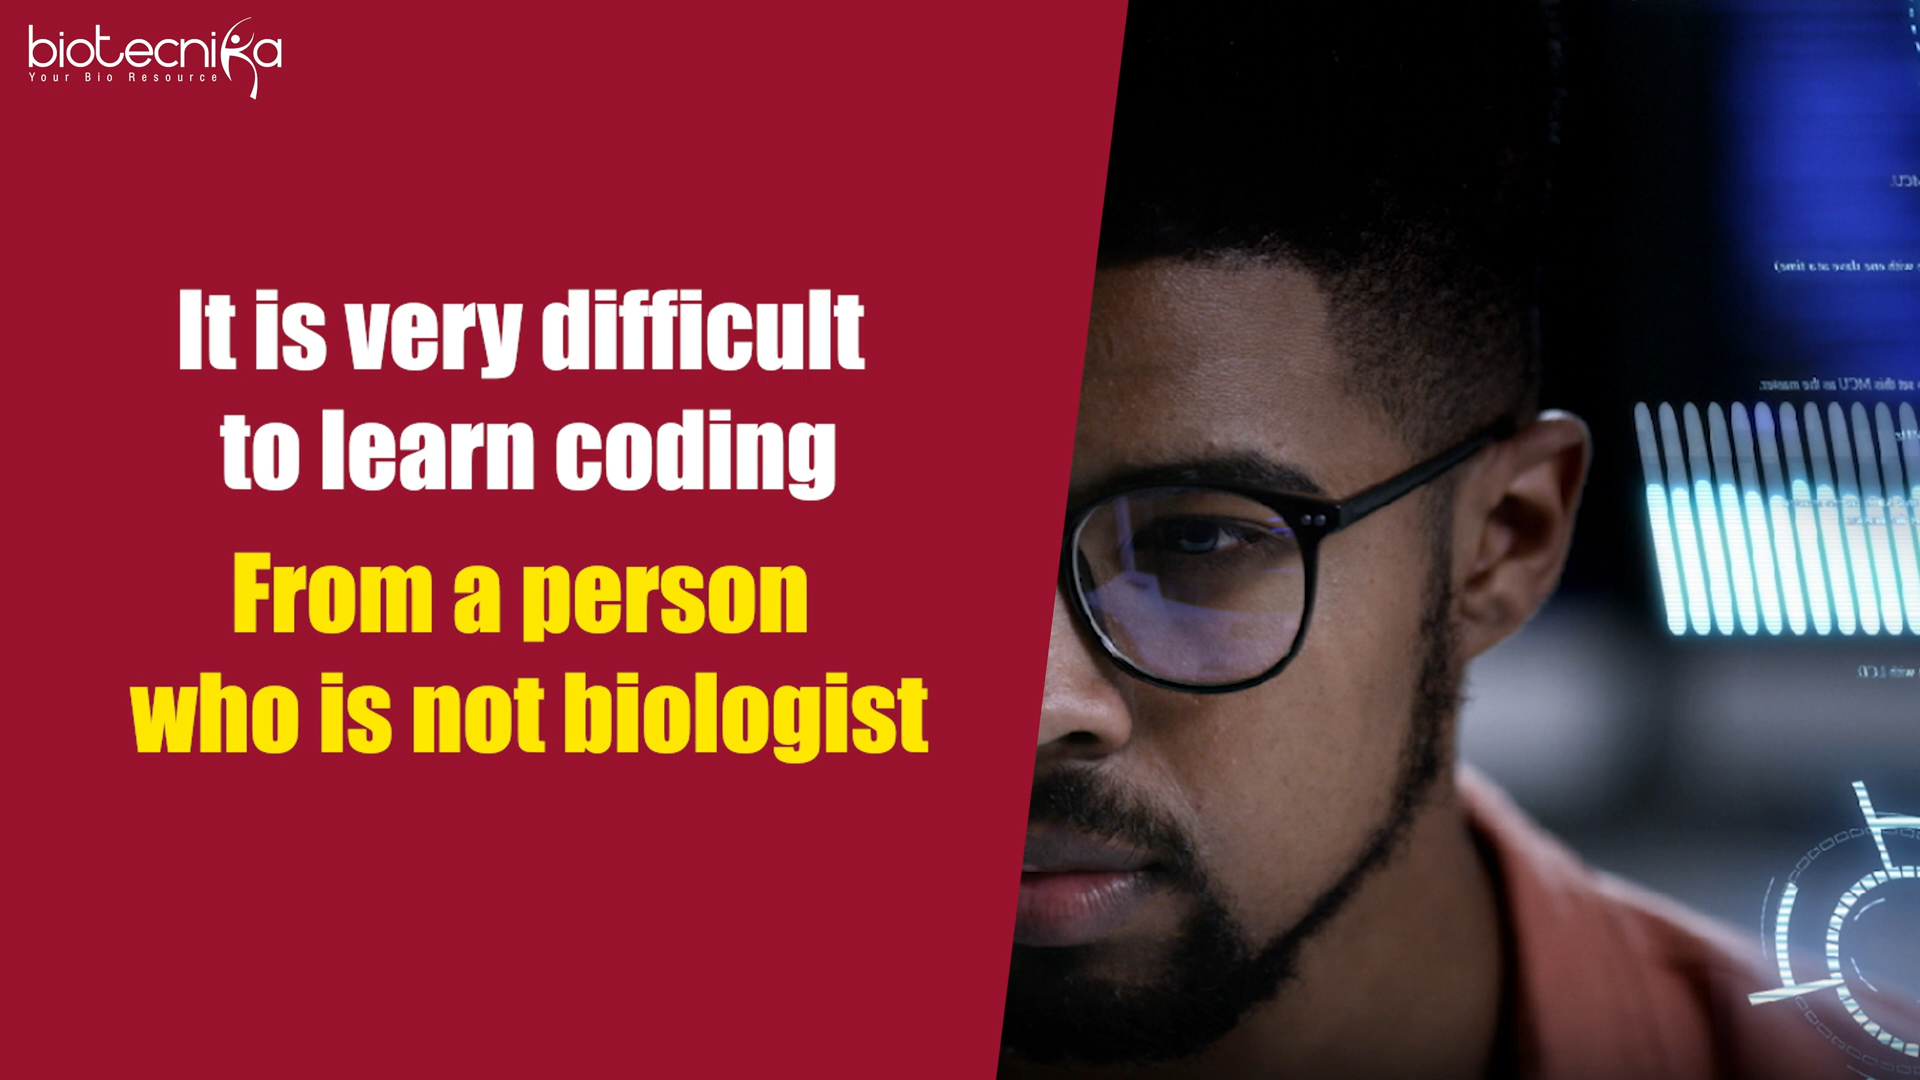 biotecnika
Your Bio Resource
It is very difficult
to learn coding
From a person
who is not biologist